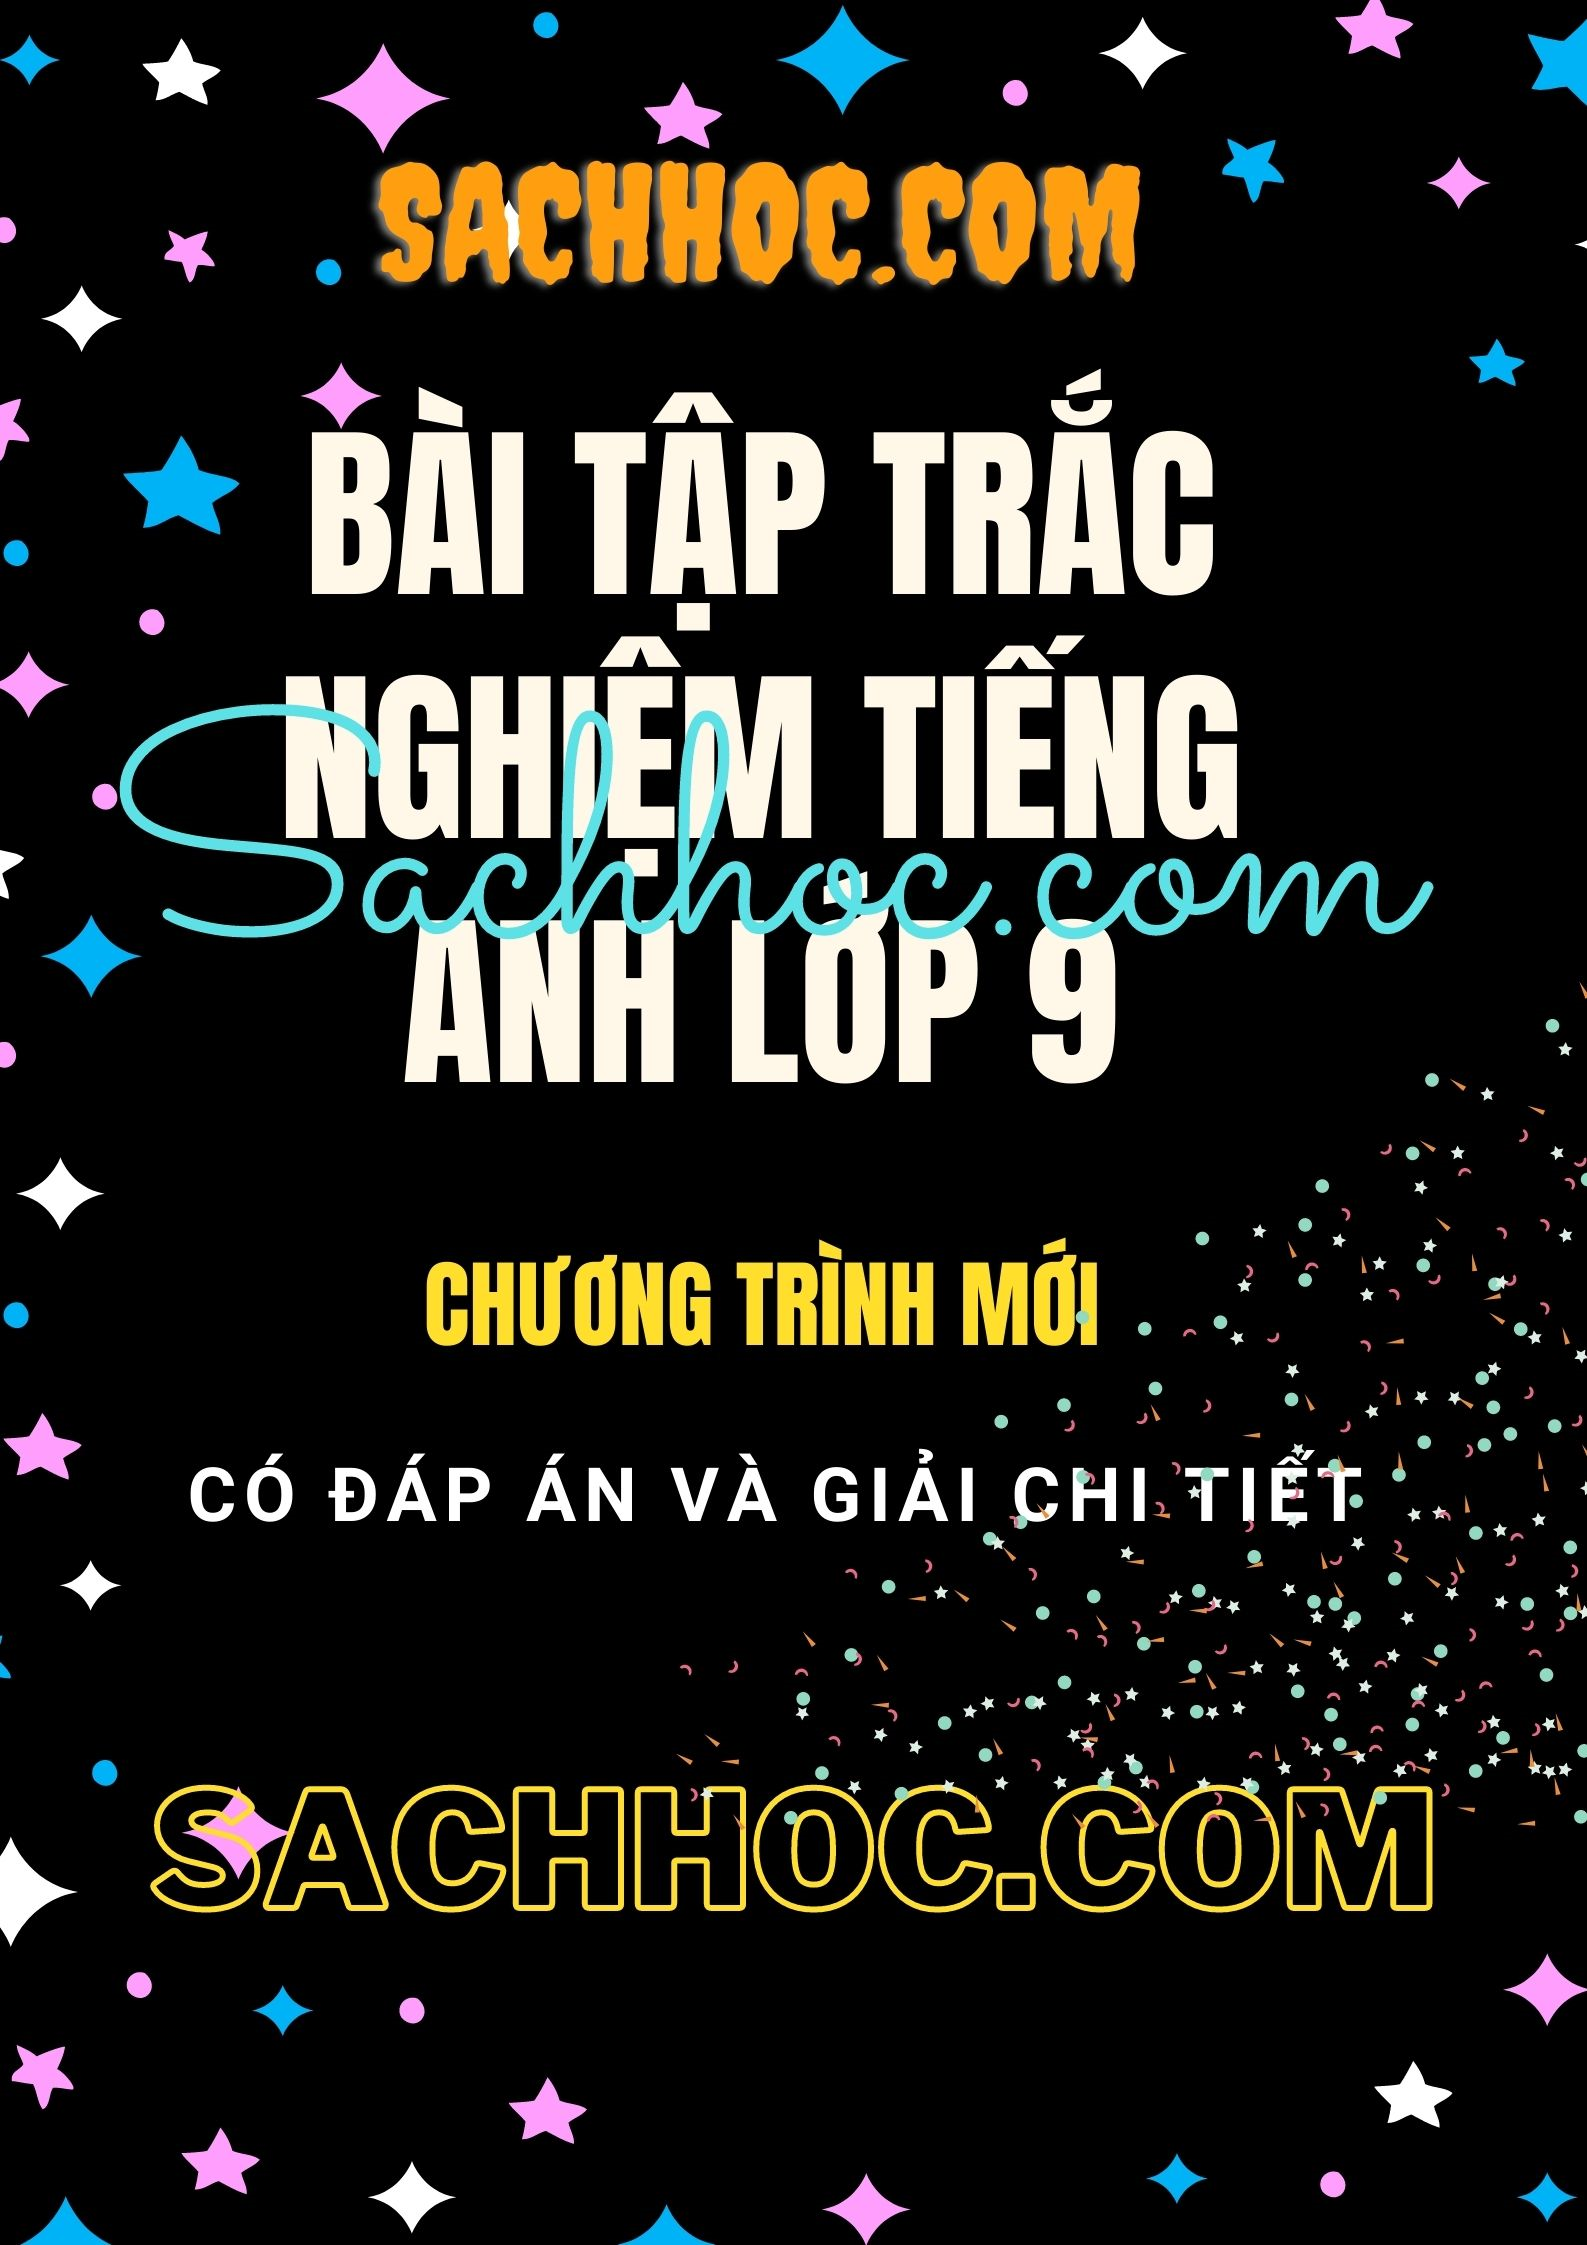 SACHHOC.COM
BÀI TẬP TRẮC
NGHIỆM TIẾNG
Sachhoc.com
ANH LỚP 9
CHƯƠNG TRÌNH MỚI
CÓ ĐÁP ÁN VÀ GIẢI CHI TIẾT
SACHHOC.COM